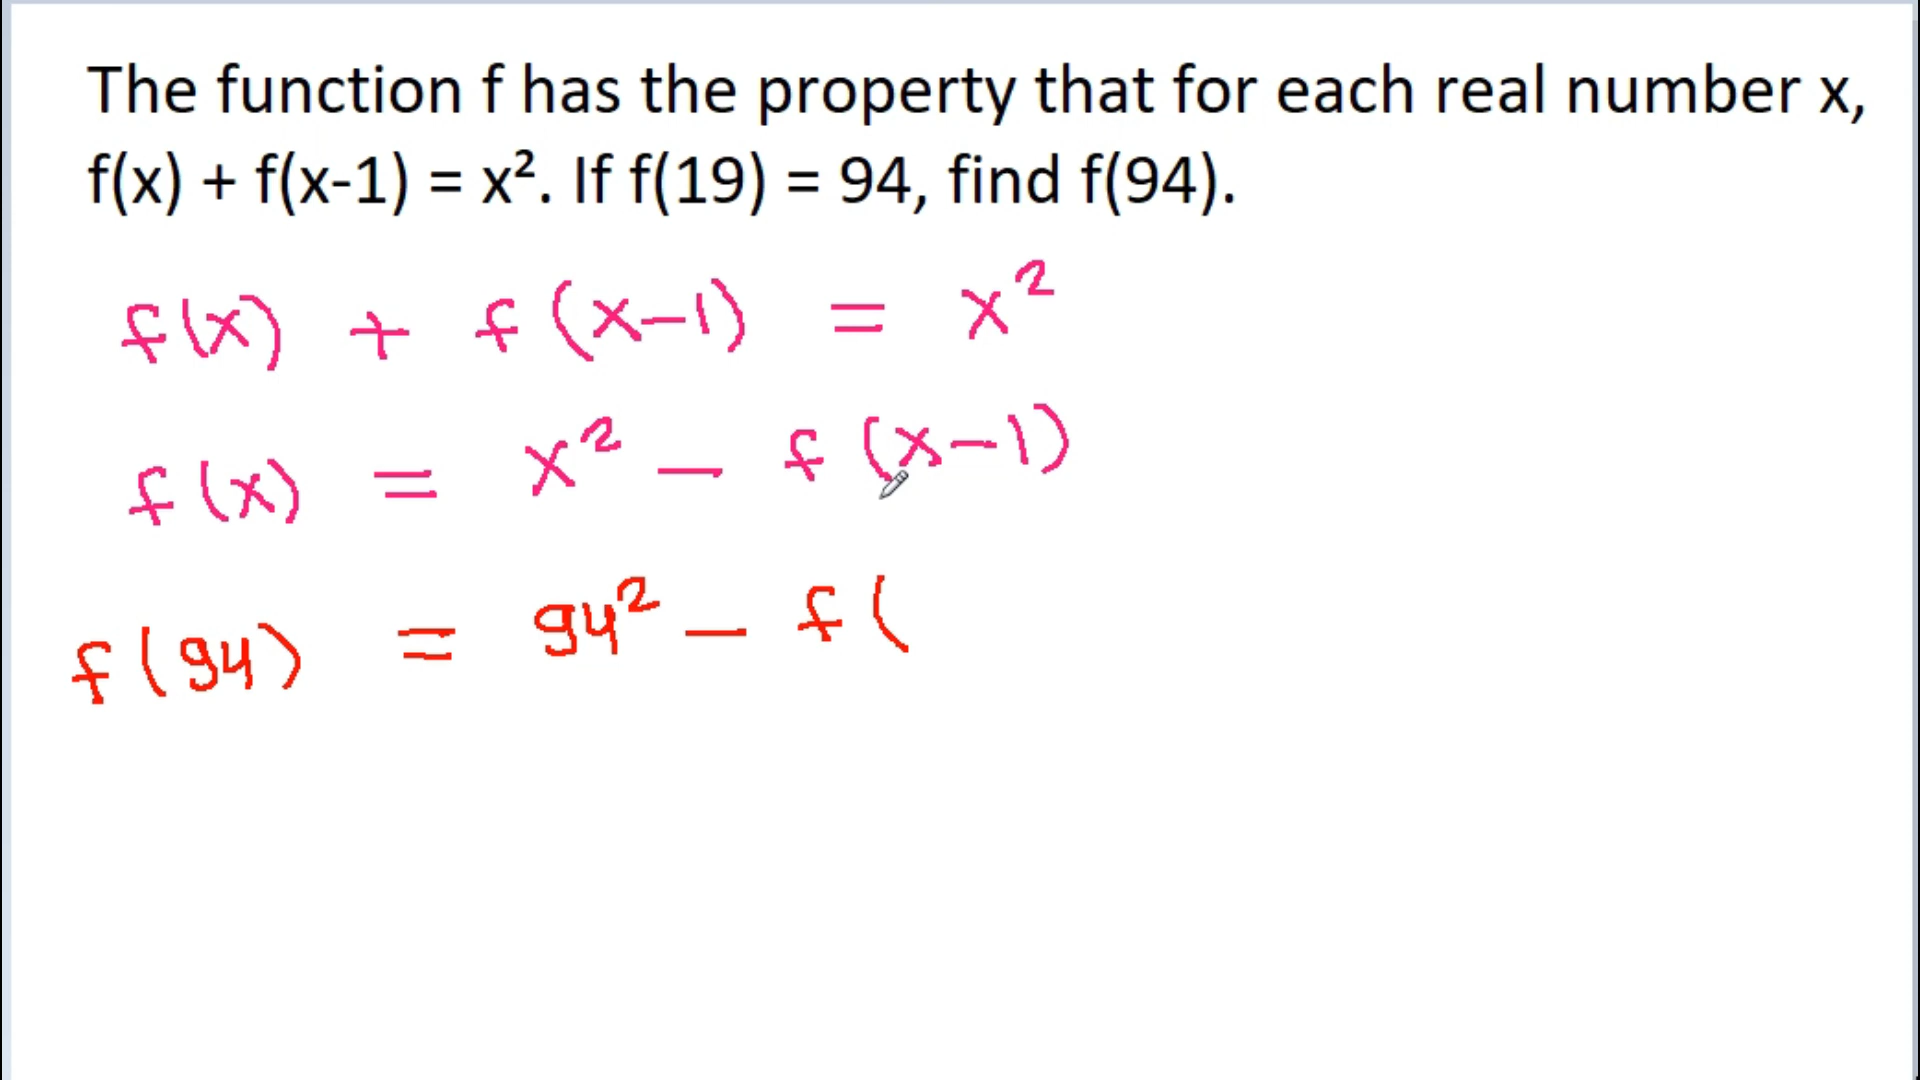 The function f has the property that for each real number x,
f(x) + f(x-1) = x². If f(19) = 94, find f(94).
f(x) + f(x-1) = x²
f(x) = x² - f(x-1)
f(94) = 94² - f(